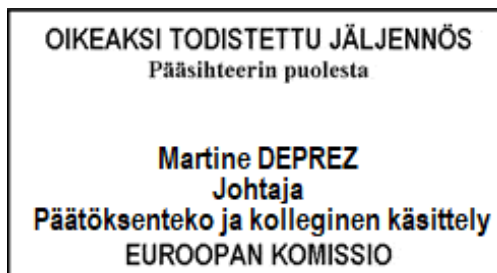 OIKEAKSI TODISTETTU JÄLJENNÖS
Pääsihteerin puolesta
Martine DEPREZ
Johtaja
Päätöksenteko ja kolleginen käsittely
EUROOPAN KOMISSIO